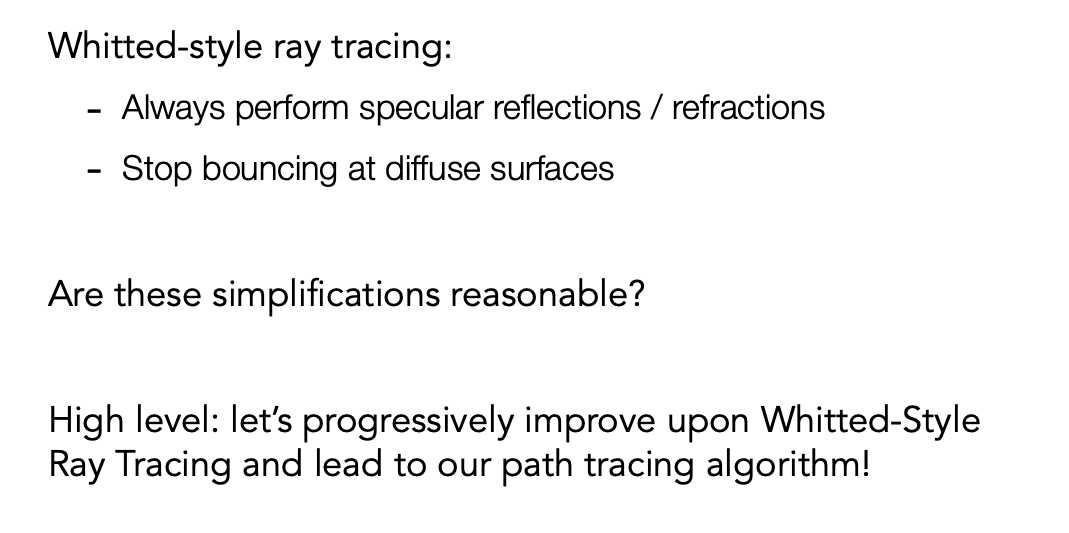 Whitted-style ray tracing:
- Always perform specular reflections / refractions
- Stop bouncing at diffuse surfaces
Are these simplifications reasonable?
High level: let’s progressively improve upon Whitted-Style
Ray Tracing and lead to our path tracing algorithm!